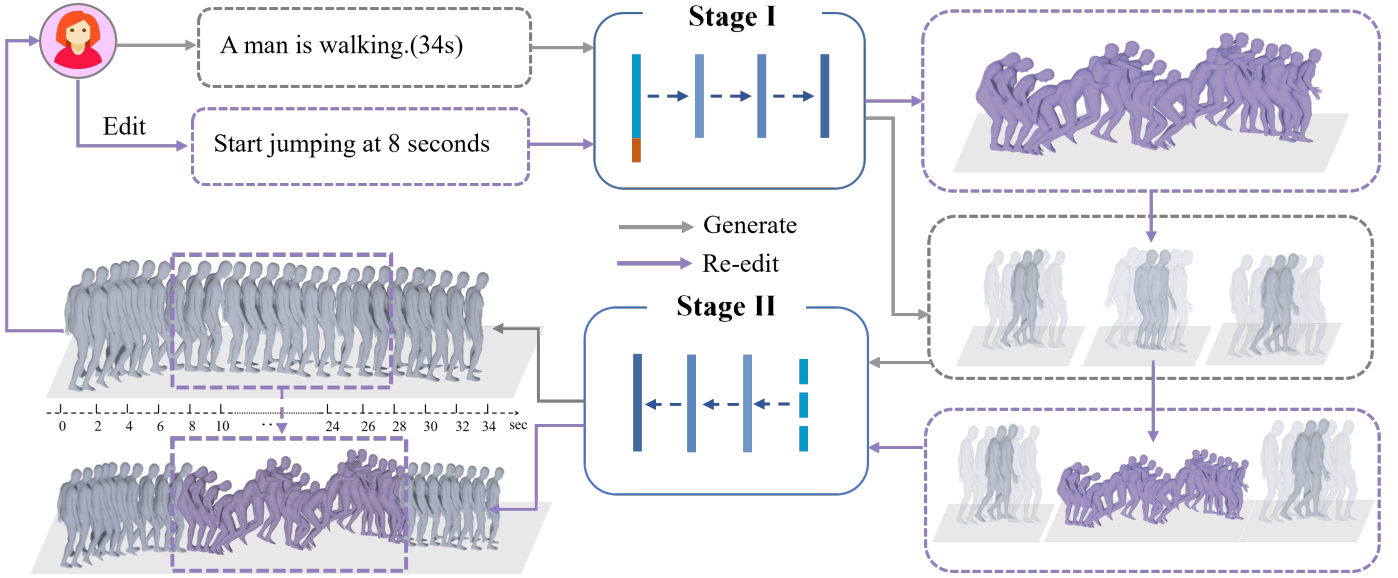 Stage I
A man is walking.(34s)
Edit
Start jumping at 8 seconds
Generate
Re-edit
Stage II
0 2 4 6 8 10 24 26 28 30 32 34 sec